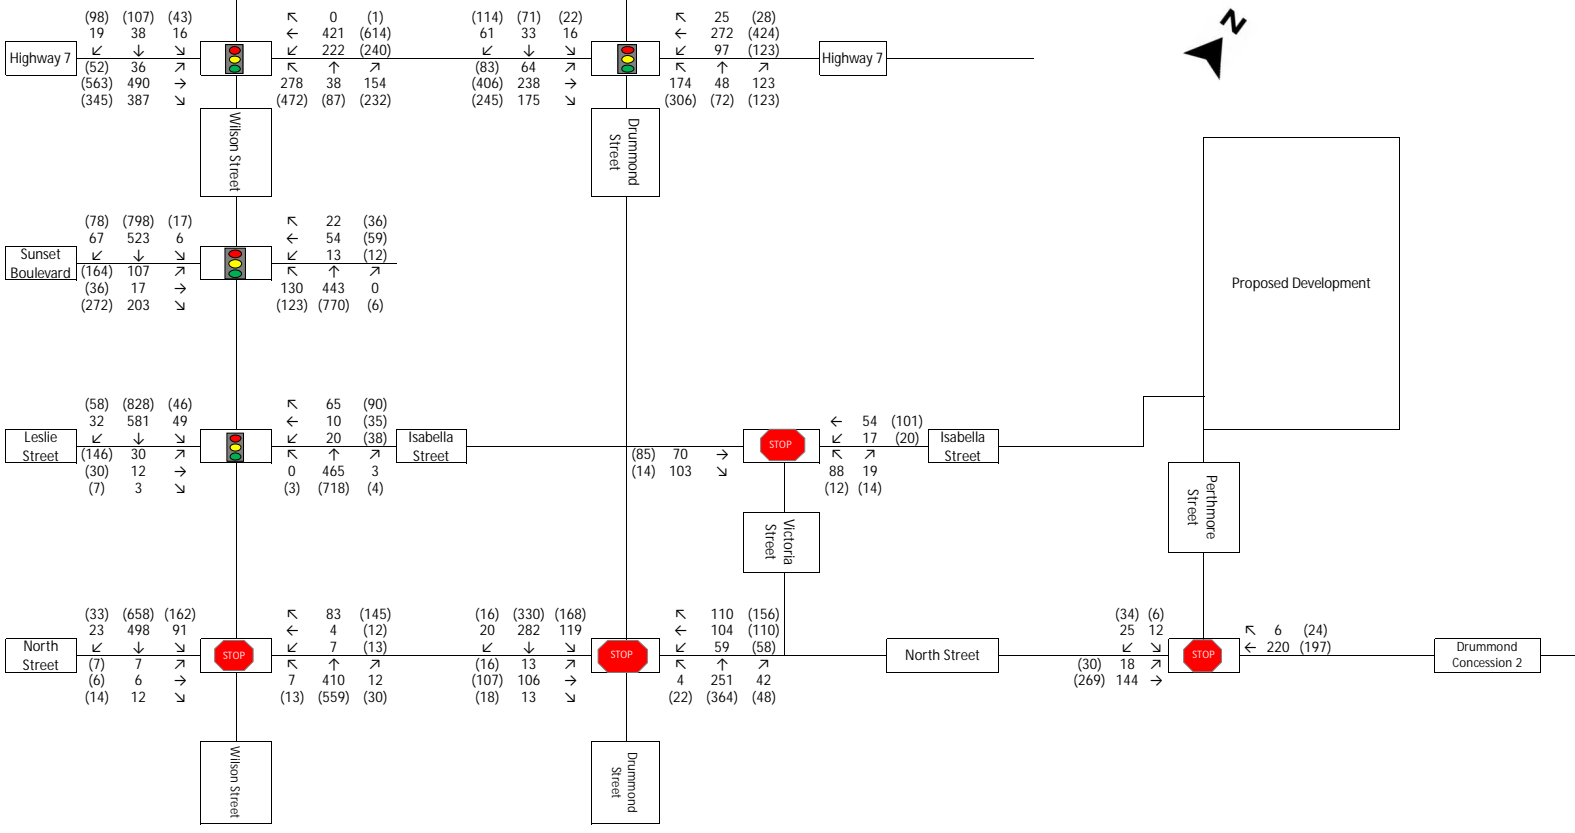 (98) (107) (43) ↖ 0 (1) (114) (71) (22) ↖ 25 (28) N
19 38 16 ← 421 (614) 61 33 16 ← 272 (424)
↙ ↓ ↘ ↙ 222 (240) ↙ ↓ ↘ ↙ 97 (123)
Highway 7 Highway 7
(52) 36 ↗ ↖ ↑ ↗ (83) 64 ↗ ↖ ↑ ↗
(563) 490 → 278 38 154 (406) 238 → 174 48 123
(345) 387 ↘ (472) (87) (232) (245) 175 ↘ (306) (72) (123)
Wilson Street
Drummond
Street
(78) (798) (17) ↖ 22 (36)
67 523 6 ← 54 (59)
↙ ↓ ↘ ↙ 13 (12)
Sunset
Boulevard
(164) 107 ↗ ↖ ↑ ↗
(36) 17 → 130 443 0
(272) 203 ↘ (123) (770) (6)
Proposed Development
(58) (828) (46) ↖ 65 (90)
32 581 49 ← 10 (35) ← 54 (101)
↙ ↓ ↘ ↙ 20 (38) ↙ 17 (20)
Leslie
Street
Isabella
Street
STOP
Isabella
Street
(146) 30 ↗ ↖ ↑ ↗ (85) 70 → ↖ ↗
(30) 12 → 0 465 3 (14) 103 ↘ 88 19
(7) 3 ↘ (3) (718) (4) (12) (14)
Victoria
Street
Perthmore
Street
(33) (658) (162) ↖ 83 (145) (16) (330) (168) ↖ 110 (156) (34) (6)
23 498 91 ← 4 (12) 20 282 119 ← 104 (110) 25 12 ↖ 6 (24)
↙ ↓ ↘ ↙ 7 (13) ↙ ↓ ↘ ↙ 59 (58) ↙ ↘ ← 220 (197)
North
Street
STOP
STOP
North Street
STOP
Drummond
Concession 2
(7) 7 ↗ ↖ ↑ ↗ (16) 13 ↗ ↖ ↑ ↗ (30) 18 ↗
(6) 6 → 7 410 12 (107) 106 → 4 251 42 (269) 144 →
(14) 12 ↘ (13) (559) (30) (18) 13 ↘ (22) (364) (48)
Wilson Street
Drummond
Street